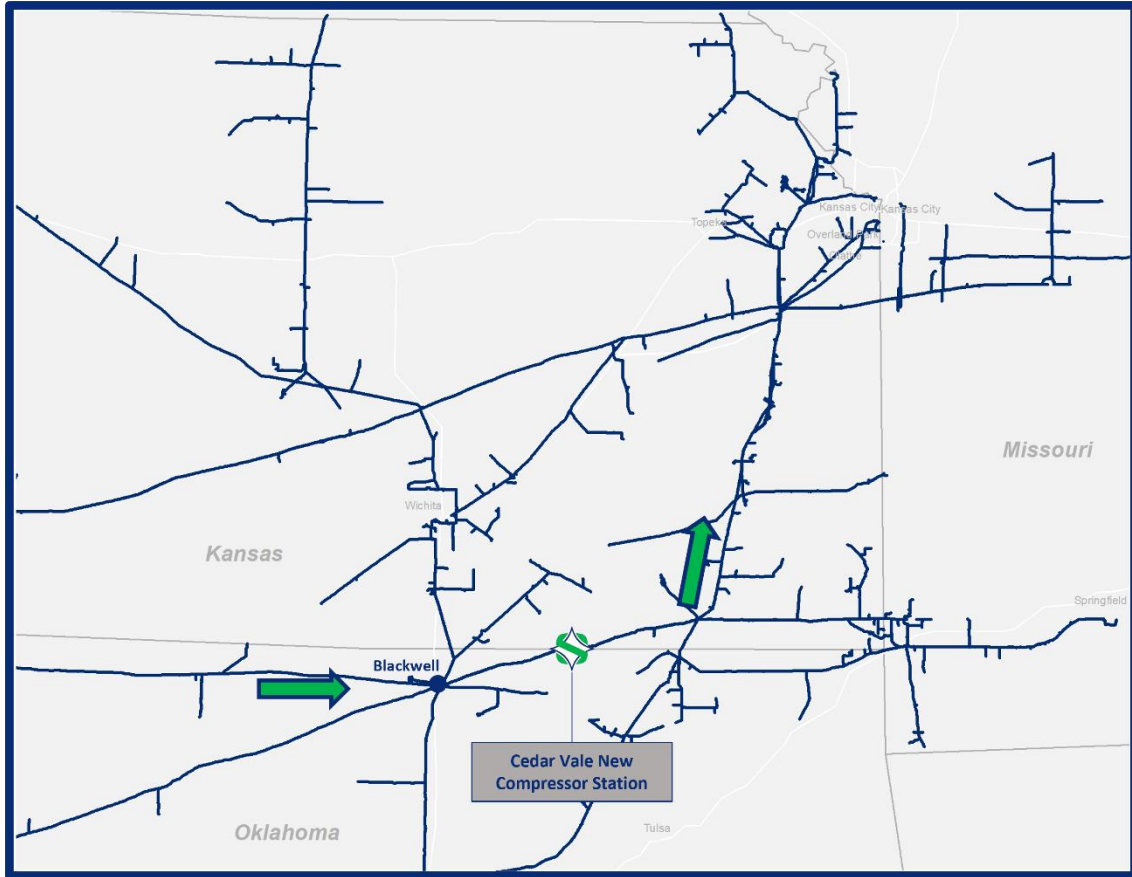 Topeka
Kansas City
Kansas City
Overland Park
Olathe
Missouri
Wichita
Kansas
Springfield
Blackwell
Cedar Vale New
Compressor Station
Oklahoma
Tulsa